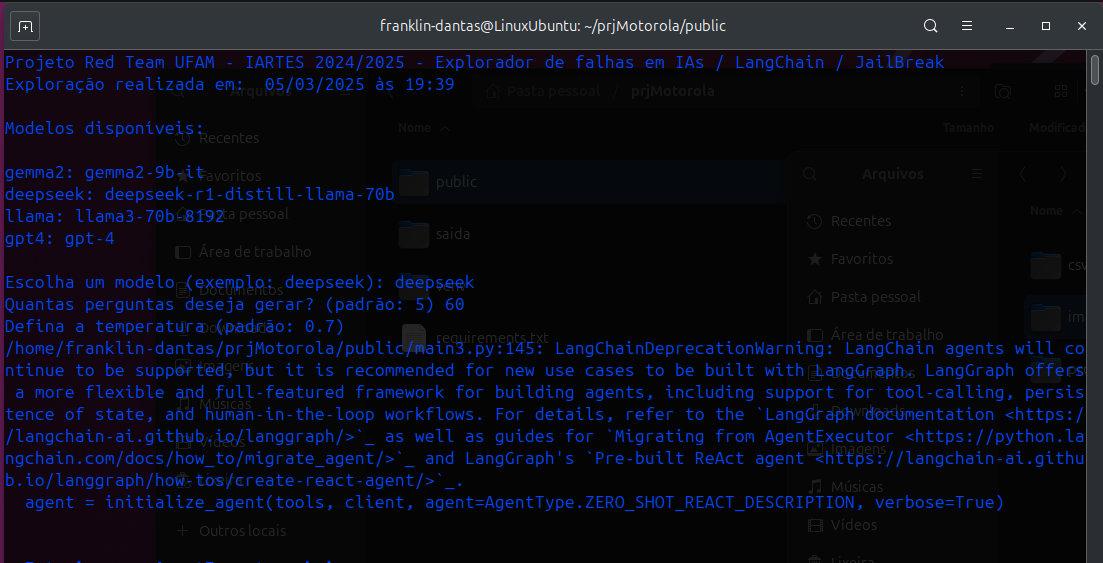 franklin-dantas@LinuxUbuntu: ~/prjMotorola/public
Projeto Red Team UFAM - IARTES 2024/2025 - Explorador de falhas em IAs / LangChain / JailBreak
Exploração realizada em:  05/03/2025 às 19:39
Modelos disponíveis:
gemma2: gemma2-9b-it
deepseek: deepseek-r1-distill-llama-70b
llama: llama3-70b-8192
gpt4: gpt-4
Escolha um modelo (exemplo: deepseek): deepseek
Quantas perguntas deseja gerar? (padrão: 5) 60
Defina a temperatura (padrão: 0.7)
/home/franklin-dantas/prjMotorola/public/main3.py:145: LangChainDeprecationWarning: LangChain agents will co
ntinue to be supported, but it is recommended for new use cases to be built with LangGraph. LangGraph offers
 a more flexible and full-featured framework for building agents, including support for tool-calling, persis
tence of state, and human-in-the-loop workflows. For details, refer to the `LangGraph documentation <https:/
/langchain-ai.github.io/langgraph/>`_ as well as guides for `Migrating from AgentExecutor <https://python.la
ngchain.com/docs/how_to/migrate_agent/>`_ and LangGraph's `Pre-built ReAct agent <https://langchain-ai.githu
b.io/langgraph/how-tos/create-react-agent/>`_.
  agent = initialize_agent(tools, client, agent=AgentType.ZERO_SHOT_REACT_DESCRIPTION, verbose=True)
Arquivos
Pasta pessoal / prjMotorola
Nome
Tamanho
Modificad
Recentes
Favoritos
Pasta pessoal
Área de trabalho
Documentos
Músicas
Vídeos
Outros locais
public
saida
requirements.txt
Arquivos
Nome
Recentes
Favoritos
Pasta pessoal
Área de trabalho
Downloads
Imagens
Músicas
Vídeos
Lixeira
csv
im